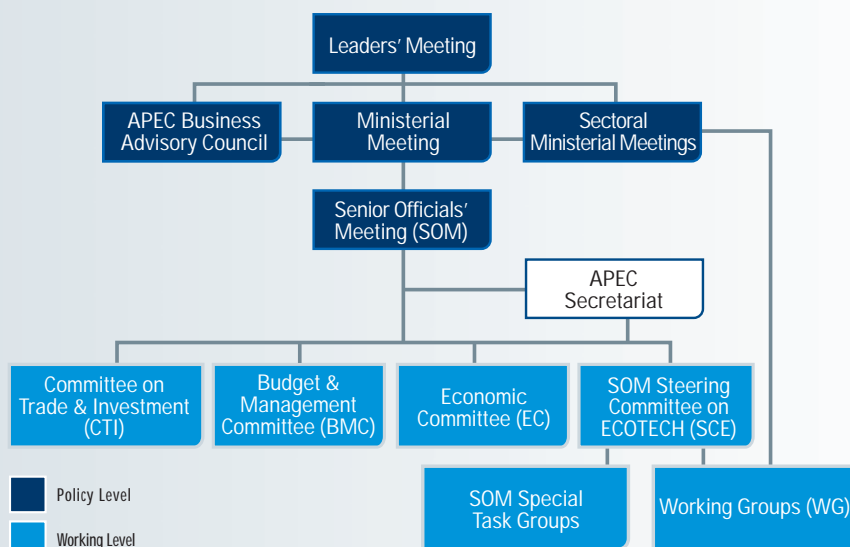 Leaders' Meeting
APEC Business
Advisory Council
Ministerial
Meeting
Sectoral
Ministerial Meetings
Senior Officials'
Meeting (SOM)
APEC
Secretariat
Committee on
Trade & Investment
(CTI)
Budget &
Management
Committee (BMC)
Economic
Committee (EC)
SOM Steering
Committee on
ECOTECH (SCE)
SOM Special
Task Groups
Working Groups (WG)
Policy Level
Working Level